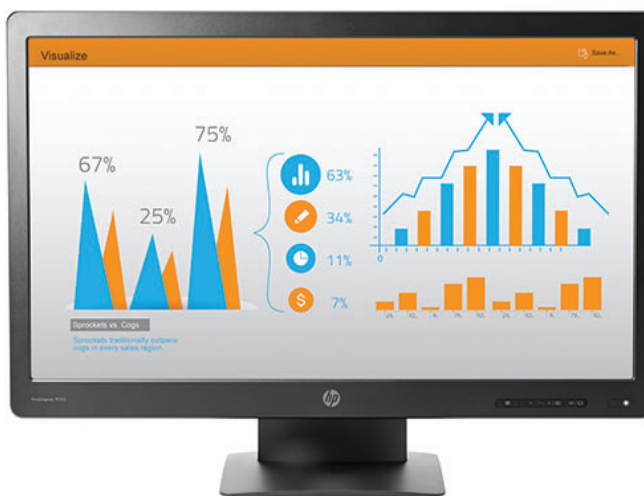 Visualize
Save As...
67%
25%
75%
63%
34%
11%
7%
$
0
Sprockets vs. Cogs
Sprockets traditionally outpace
cogs in every sales region.
hp